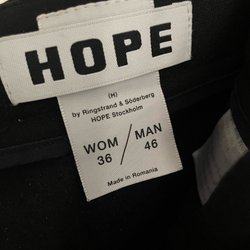 HOPE
(H)
by Ringstrand & Söderberg
HOPE Stockholm
WOM / MAN
36 / 46
Made in Romania